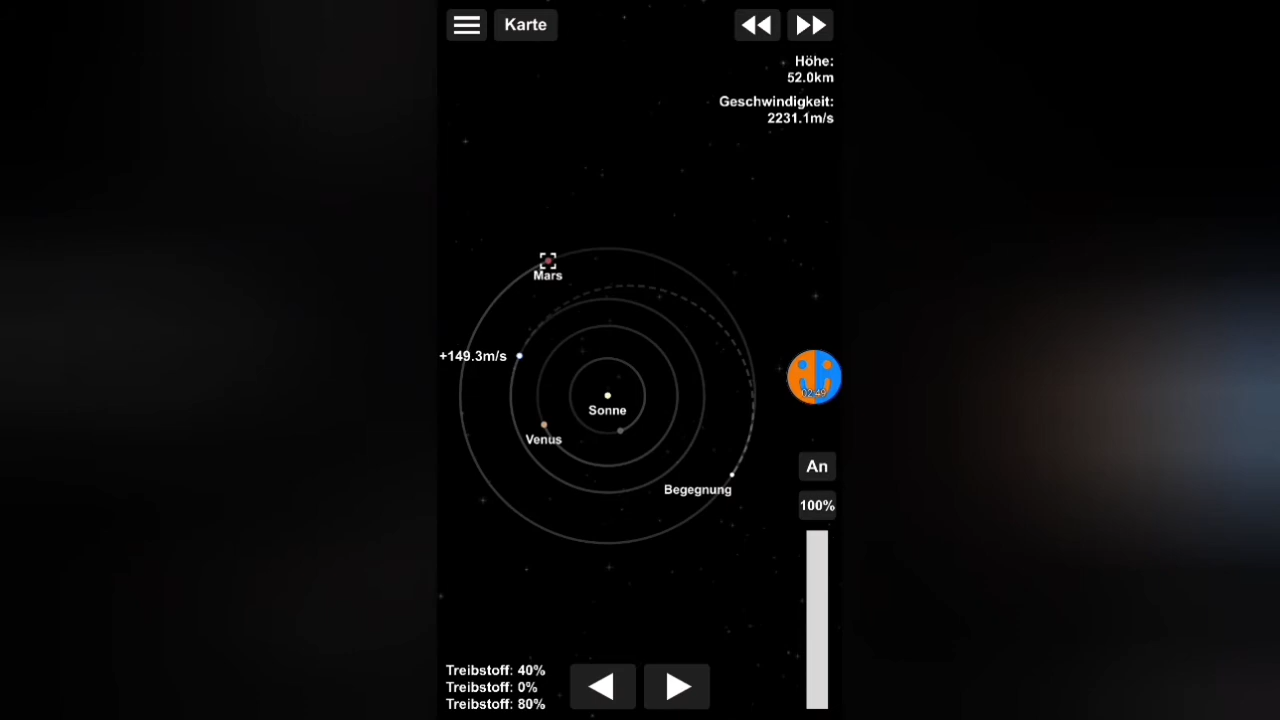 Karte
Höhe:
52.0km
Geschwindigkeit:
2231.1m/s
Mars
+149.3m/s
Sonne
Venus
Begegnung
An
100%
Treibstoff: 40%
Treibstoff: 0%
Treibstoff: 80%